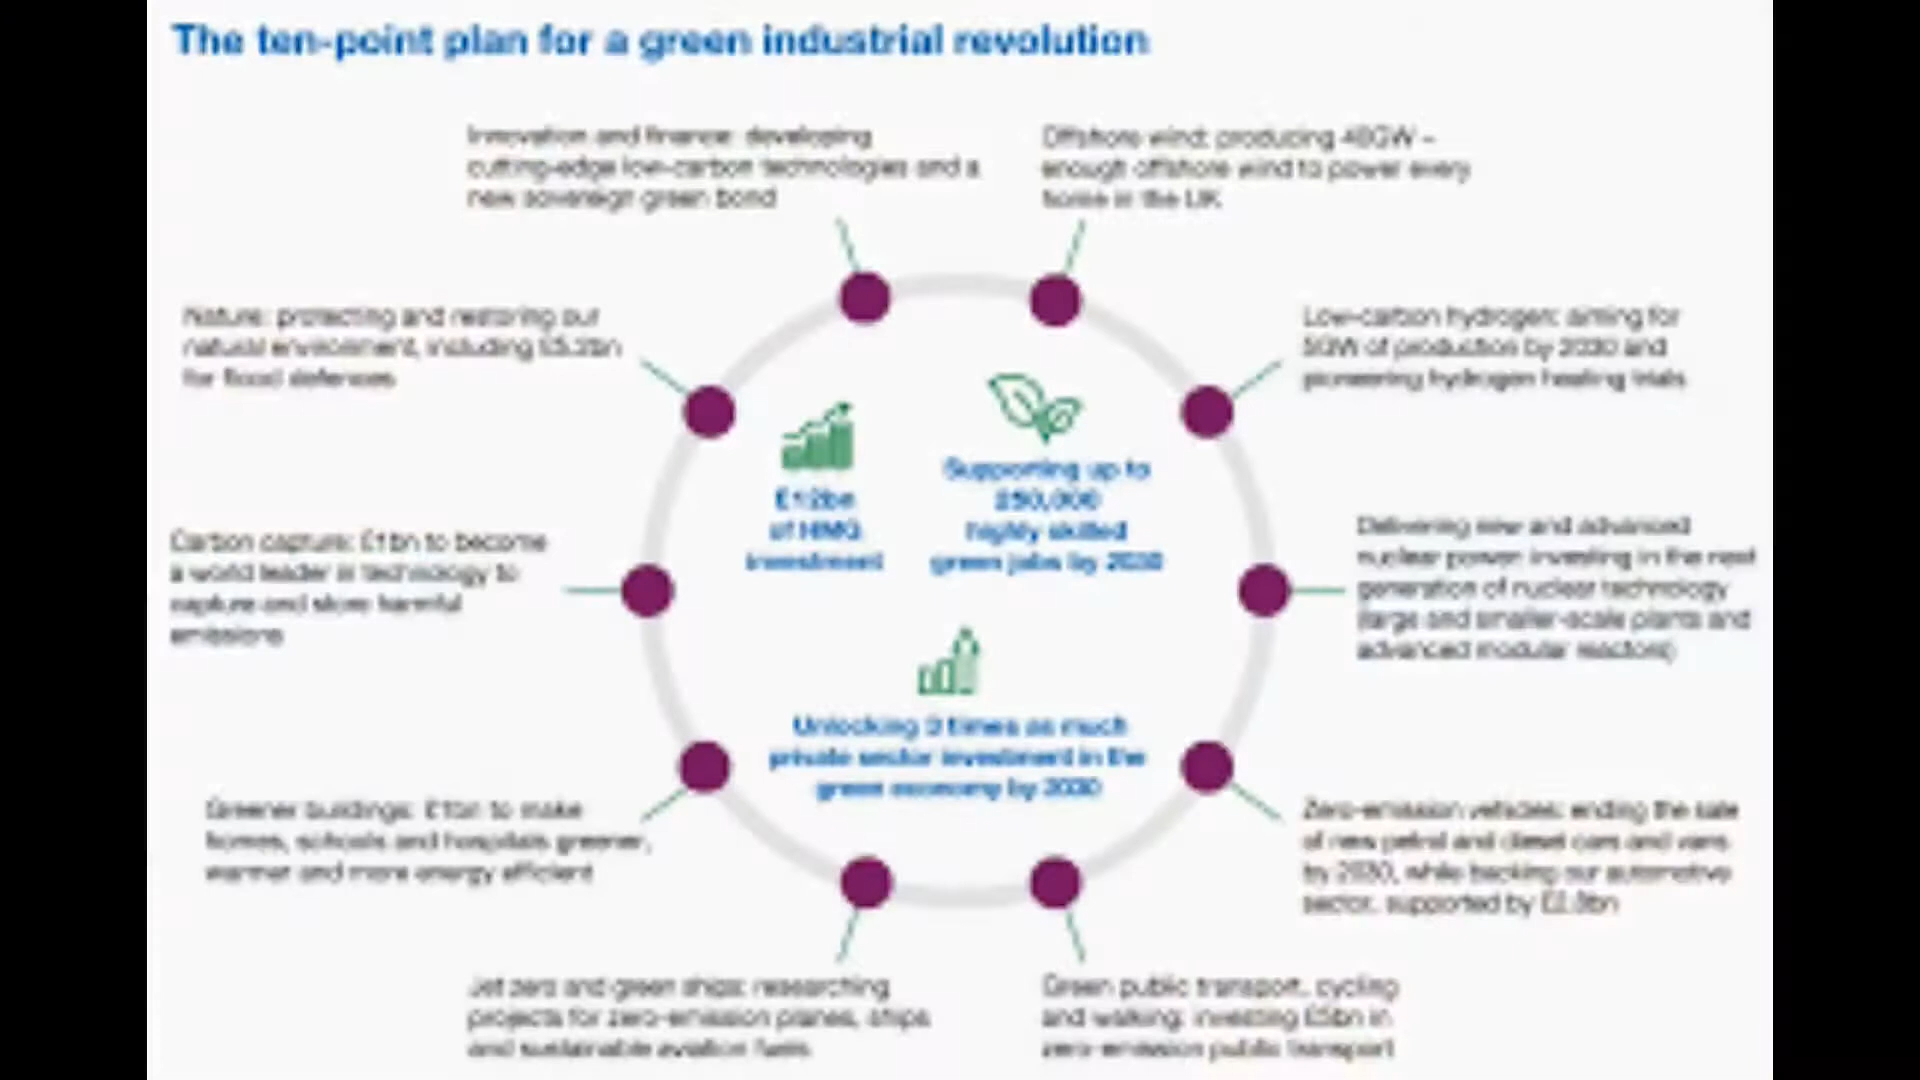 The ten-point plan for a green industrial revolution
Innovation and finance: developing
cutting-edge low-carbon technologies and a
new sovereign green bond
Offshore wind: producing 40GW –
enough offshore wind to power every
home in the UK
Low-carbon hydrogen: aiming for
5GW of production by 2030 and
pioneering hydrogen heating trials
Delivering new and advanced
nuclear power: investing in the next
generation of nuclear technology
(large and smaller-scale plants and
advanced modular reactors)
Zero-emission vehicles: ending the sale
of new petrol and diesel cars and vans
by 2030, while backing our automotive
sector, supported by
Green public transport, cycling
and walking: investing £5bn in
zero-emission public transport
Jet zero and green ships: researching
projects for zero-emission planes, ships
and sustainable aviation fuels
Greener buildings: £1bn to make
homes, schools and hospitals greener,
warmer and more energy efficient
Carbon capture: £1bn to become
a world leader in technology to
capture and store harmful
emissions
Nature: protecting and restoring our
natural environment, including £5.2bn
for flood defences
£12bn
of HMG
investment
Supporting up to
250,000
highly skilled
green jobs by 2030
Unlocking 3 times as much
private sector investment in the
green economy by 2030